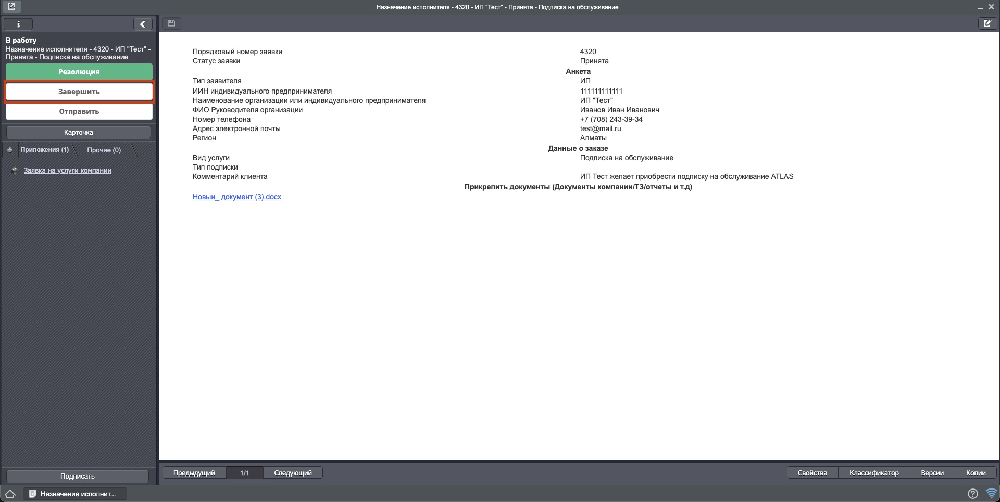 Назначение исполнителя - 4320 - ИП "Тест" - Принята - Подписка на обслуживание
i
В работу
Назначение исполнителя - 4320 - ИП "Тест" -
Принята - Подписка на обслуживание
Резолюция
Завершить
Отправить
Карточка
Приложения (1) Прочие (0)
Заявка на услуги компании
Подписать
Порядковый номер заявки 4320
Статус заявки Принята
Анкета
Тип заявителя ИП
ИИН индивидуального предпринимателя 111111111111
Наименование организации или индивидуального предпринимателя ИП "Тест"
ФИО Руководителя организации Иванов Иван Иванович
Номер телефона +7 (708) 243-39-34
Адрес электронной почты test@mail.ru
Регион Алматы
Данные о заказе
Вид услуги Подписка на обслуживание
Тип подписки
Комментарий клиента ИП Тест желает приобрести подписку на обслуживание ATLAS
Прикрепить документы (Документы компании/ТЗ/отчеты и т.д)
Новыи_ документ (3).docx
Предыдущий 1/1 Следующий Свойства Классификатор Версии Копии
Назначение исполнит...